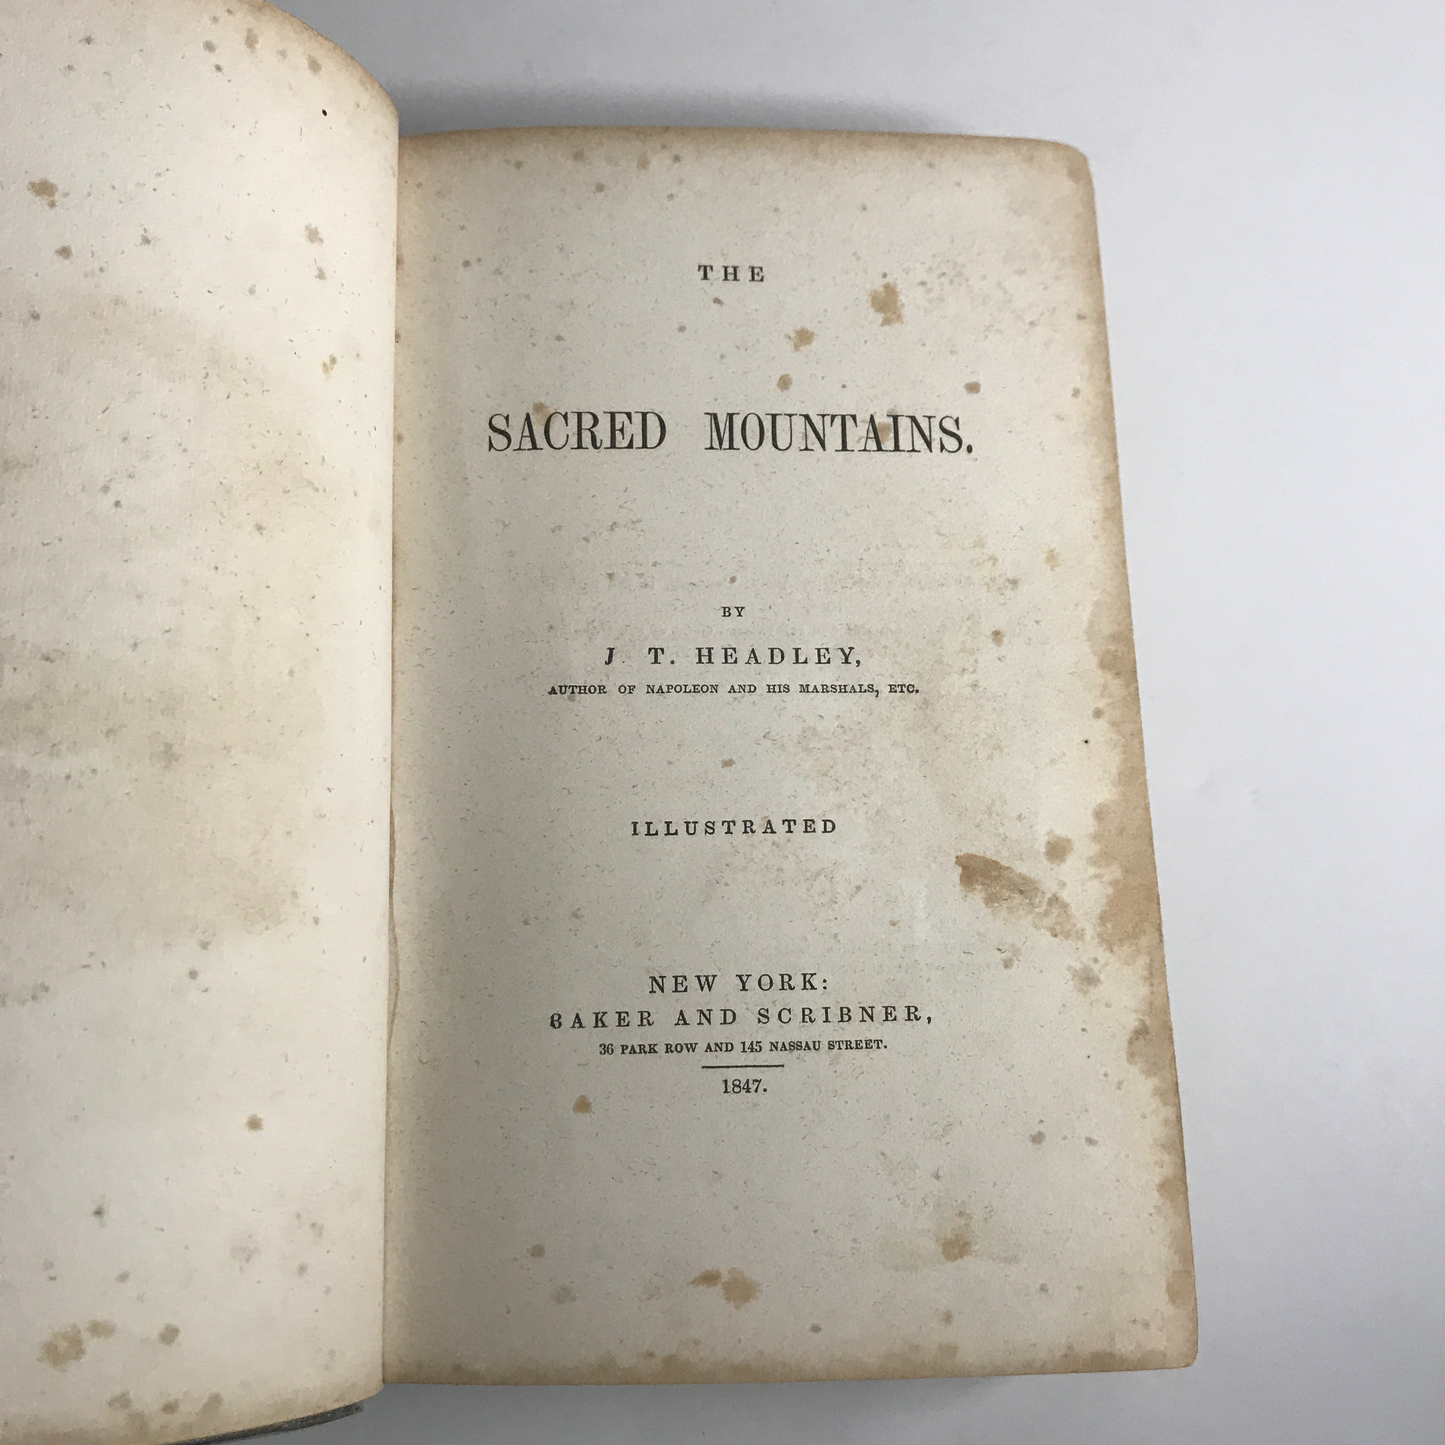 THE
SACRED MOUNTAINS.
BY
J. T. HEADLEY,
AUTHOR OF NAPOLEON AND HIS MARSHALS, ETC.
ILLUSTRATED
NEW YORK:
BAKER AND SCRIBNER,
36 PARK ROW AND 145 NASSAU STREET.
1847.